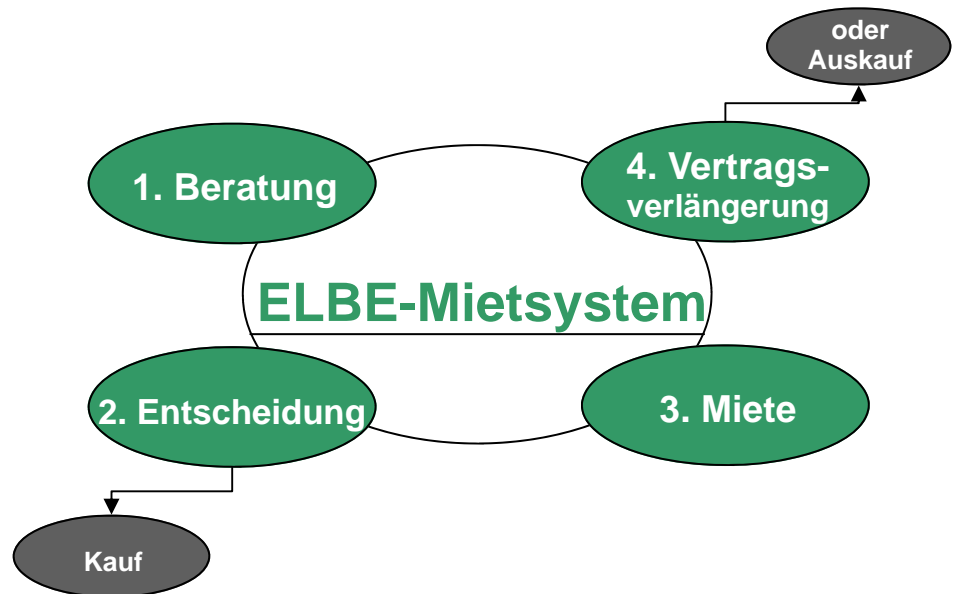 oder
Auskauf
1. Beratung
4. Vertrags-
verlängerung
ELBE-Mietsystem
2. Entscheidung
3. Miete
Kauf